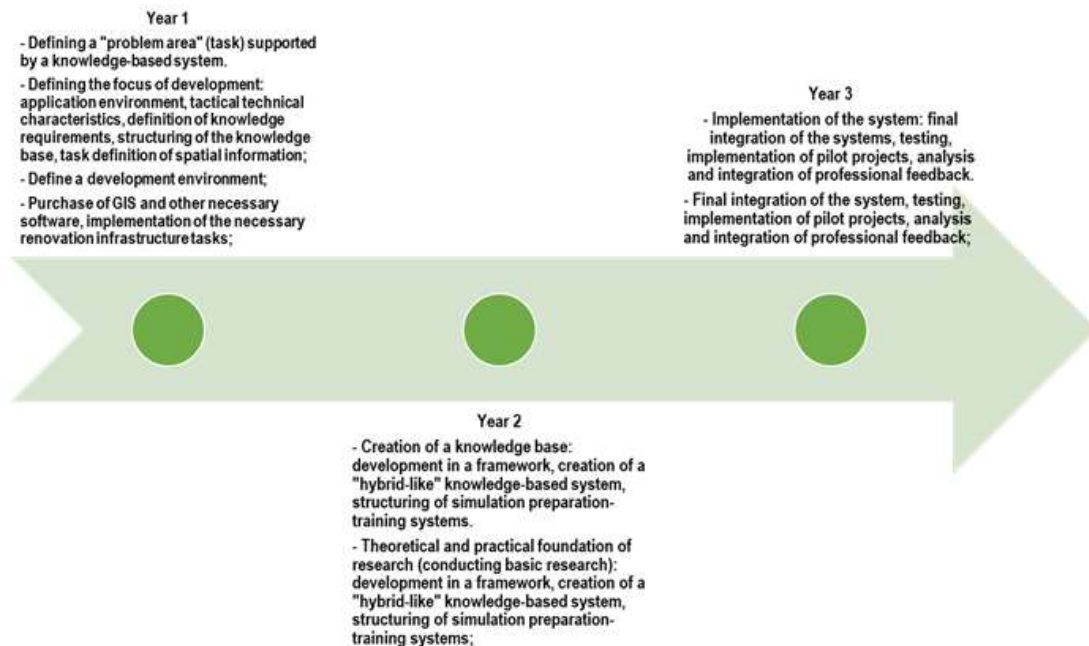 Year 1
- Defining a "problem area" (task) supported
by a knowledge-based system.
- Defining the focus of development:
application environment, tactical technical
characteristics, definition of knowledge
requirements, structuring of the knowledge
base, task definition of spatial information;
- Define a development environment;
- Purchase of GIS and other necessary
software, implementation of the necessary
renovation infrastructure tasks;
Year 2
- Creation of a knowledge base:
development in a framework, creation of a
"hybrid-like" knowledge-based system,
structuring of simulation preparation-
training systems.
- Theoretical and practical foundation of
research (conducting basic research):
development in a framework, creation of a
"hybrid-like" knowledge-based system,
structuring of simulation preparation-
training systems;
Year 3
- Implementation of the system: final
integration of the systems, testing,
implementation of pilot projects, analysis
and integration of professional feedback.
- Final integration of the system, testing,
implementation of pilot projects, analysis
and integration of professional feedback;